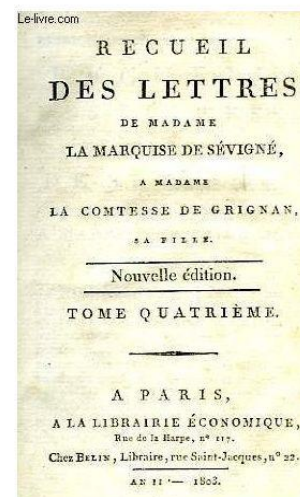 Le-livre.com
RECUEIL
DES LETTRES
DE MADAME
LA MARQUISE DE SÉVIGNÉ,
A MADAME
LA COMTESSE DE GRIGNAN,
SA FILLE.
Nouvelle édition.
TOME QUATRIÈME.
A PARIS,
A LA LIBRAIRIE ÉCONOMIQUE,
Rue de la Harpe, n° 117.
Chez BELIN, Libraire, rue Saint-Jacques, n° 22.
AN 11 — 1803.